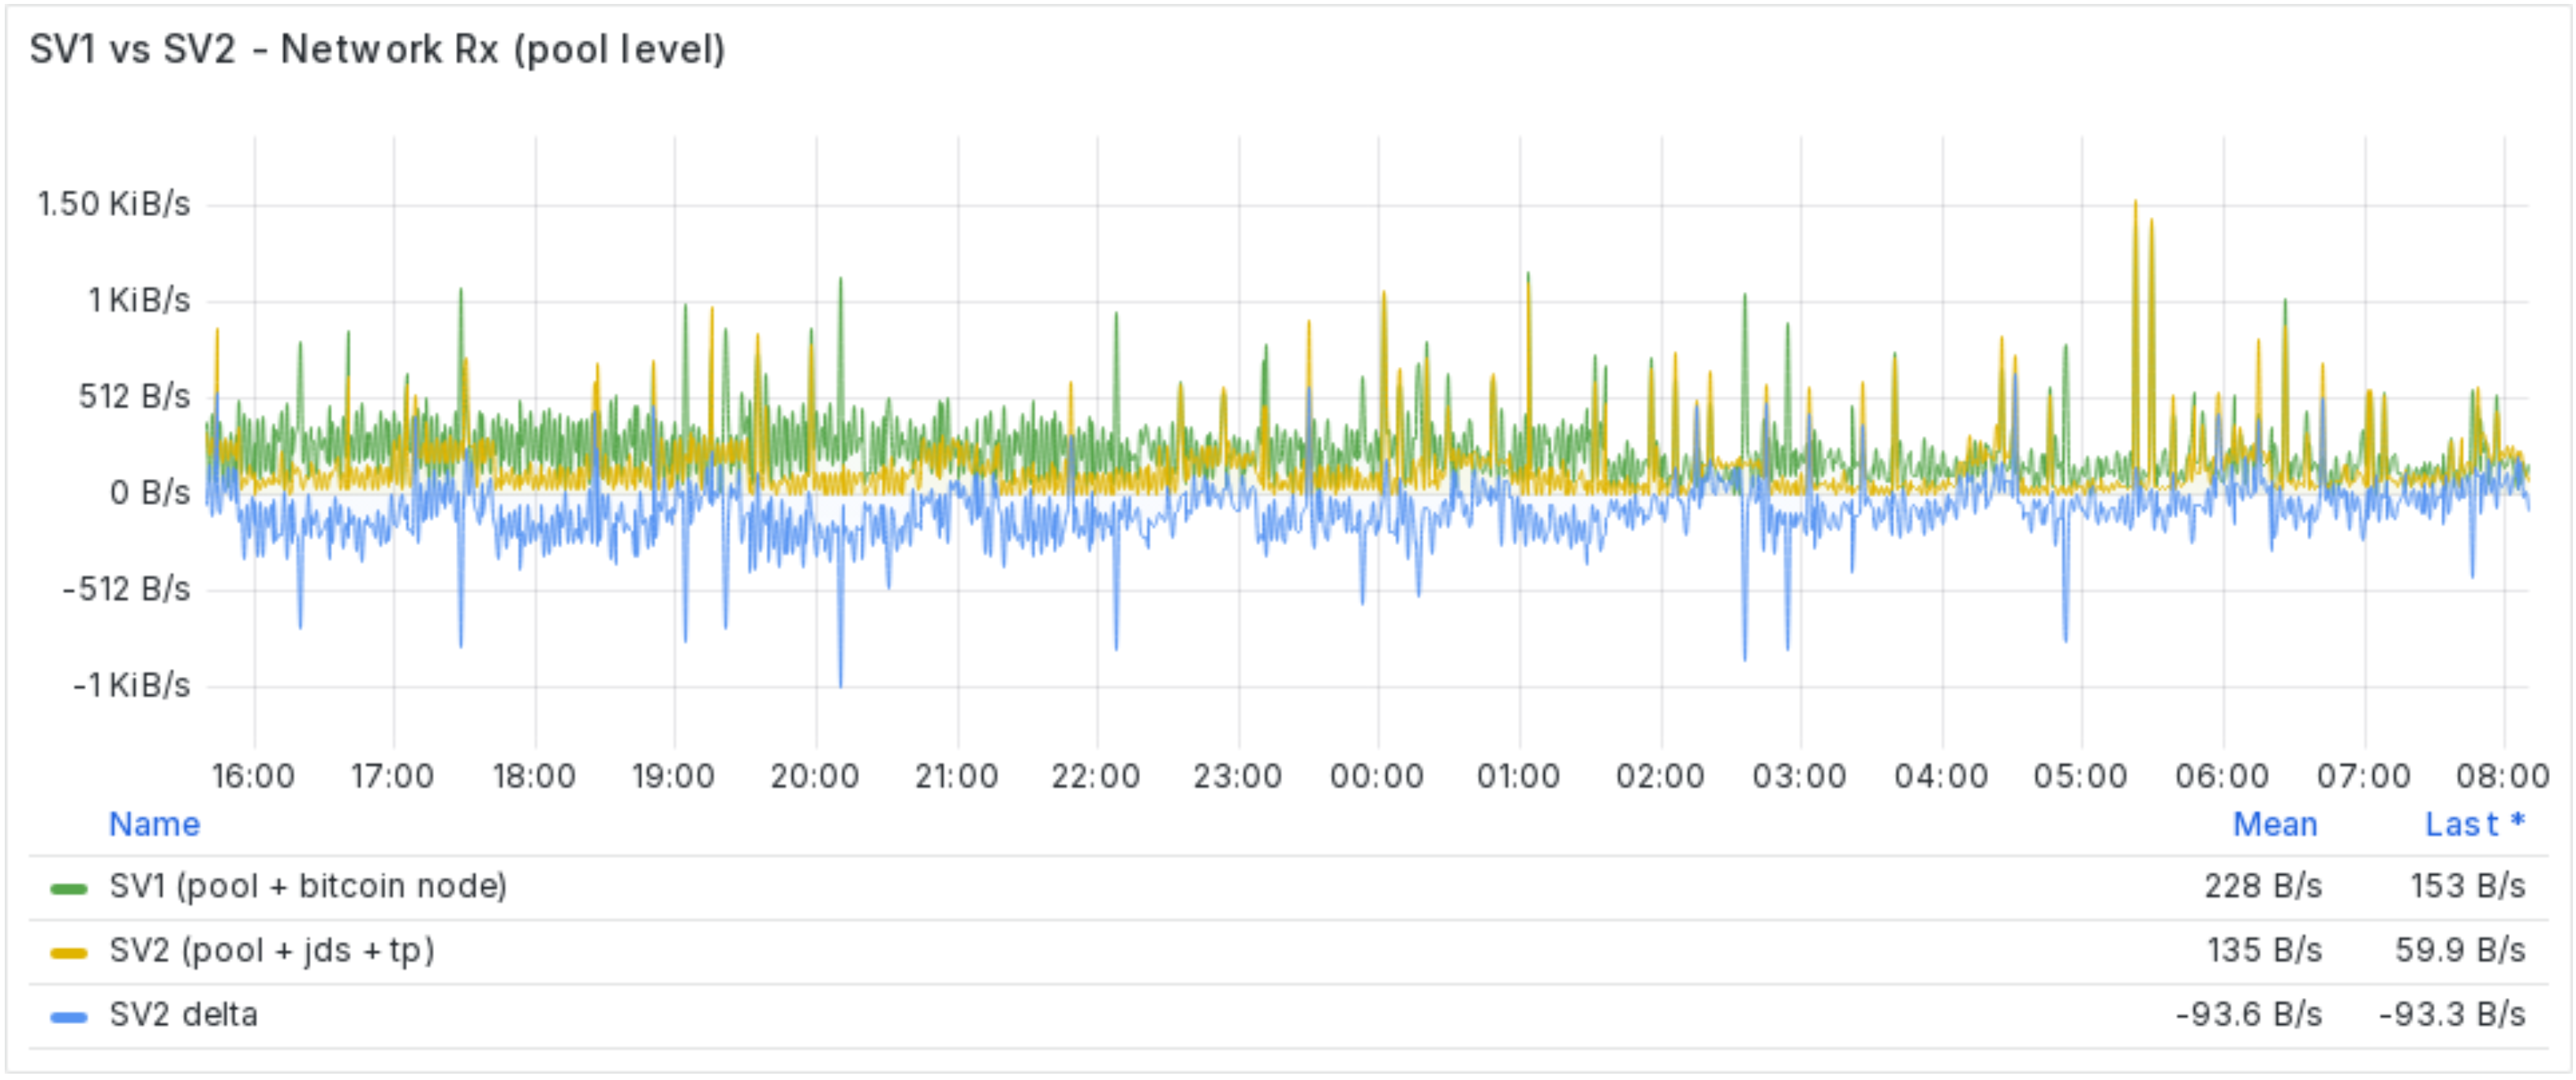 SV1 vs SV2 - Network Rx (pool level)
1.50 KiB/s
1 KiB/s
512 B/s
0 B/s
-512 B/s
-1 KiB/s
16:00 17:00 18:00 19:00 20:00 21:00 22:00 23:00 00:00 01:00 02:00 03:00 04:00 05:00 06:00 07:00 08:00
Name Mean Last *
SV1 (pool + bitcoin node) 228 B/s 153 B/s
SV2 (pool + jds + tp) 135 B/s 59.9 B/s
SV2 delta -93.6 B/s -93.3 B/s